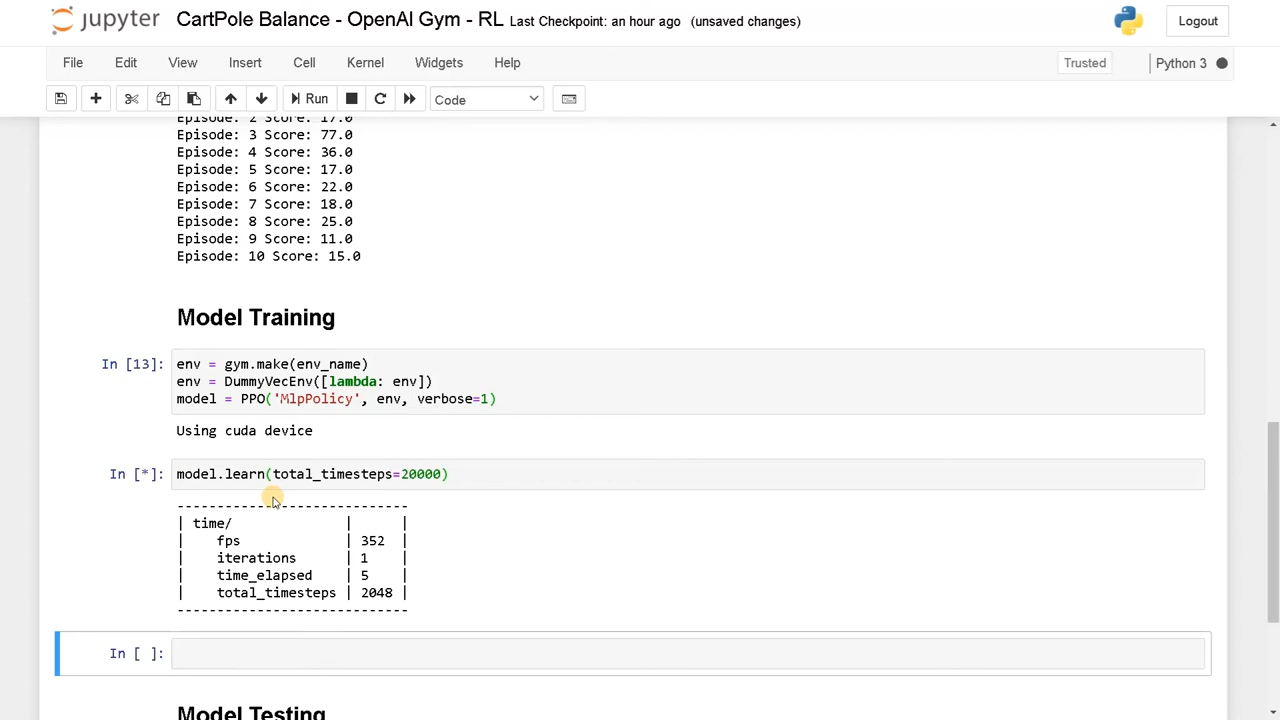 jupyter CartPole Balance - OpenAI Gym - RL Last Checkpoint: an hour ago (unsaved changes) Logout
File Edit View Insert Cell Kernel Widgets Help Trusted Python 3
Run Code
Episode: 2 Score: 17.0
Episode: 3 Score: 77.0
Episode: 4 Score: 36.0
Episode: 5 Score: 17.0
Episode: 6 Score: 22.0
Episode: 7 Score: 18.0
Episode: 8 Score: 25.0
Episode: 9 Score: 11.0
Episode: 10 Score: 15.0
Model Training
In [13]: env = gym.make(env_name)
env = DummyVecEnv([lambda: env])
model = PPO('MlpPolicy', env, verbose=1)
Using cuda device
In [*]: model.learn(total_timesteps=20000)
-----------------------------
| time/ | |
| fps | 352 |
| iterations | 1 |
| time_elapsed | 5 |
| total_timesteps | 2048 |
-----------------------------
In [ ]:
Model Testing